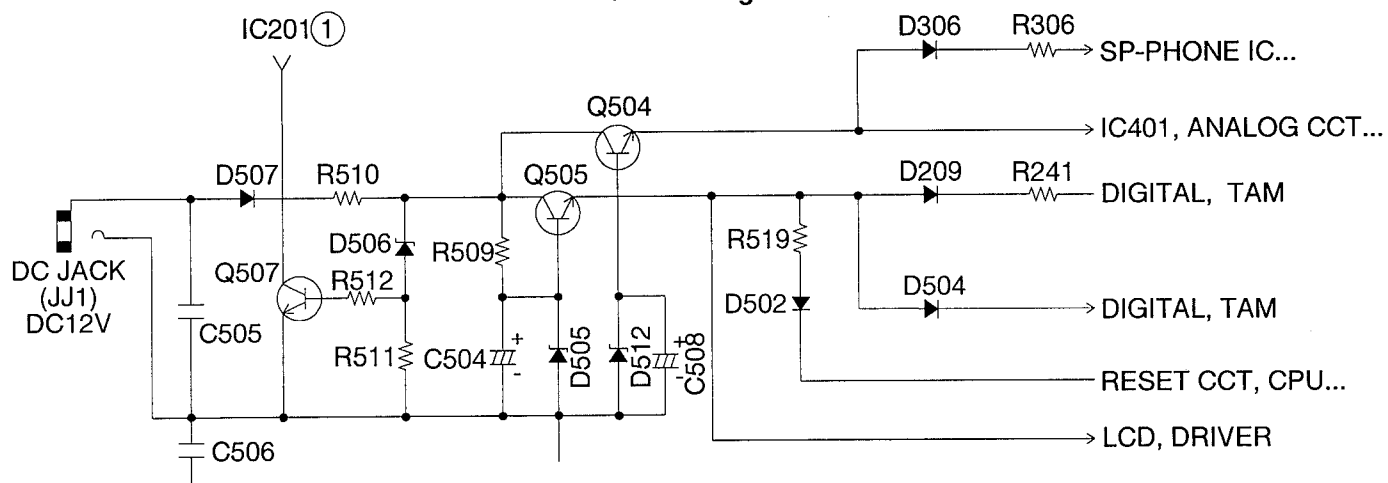 IC201 ①
D306
R306
SP-PHONE IC...
Q504
IC401, ANALOG CCT...
D507
R510
Q505
D209
R241
DIGITAL, TAM
DC JACK
(JJ1)
DC12V
Q507
D506
R512
R509
R519
D504
DIGITAL, TAM
C505
R511
C504
+
-
D505
D512
C508
+
-
D502
RESET CCT, CPU...
C506
LCD, DRIVER